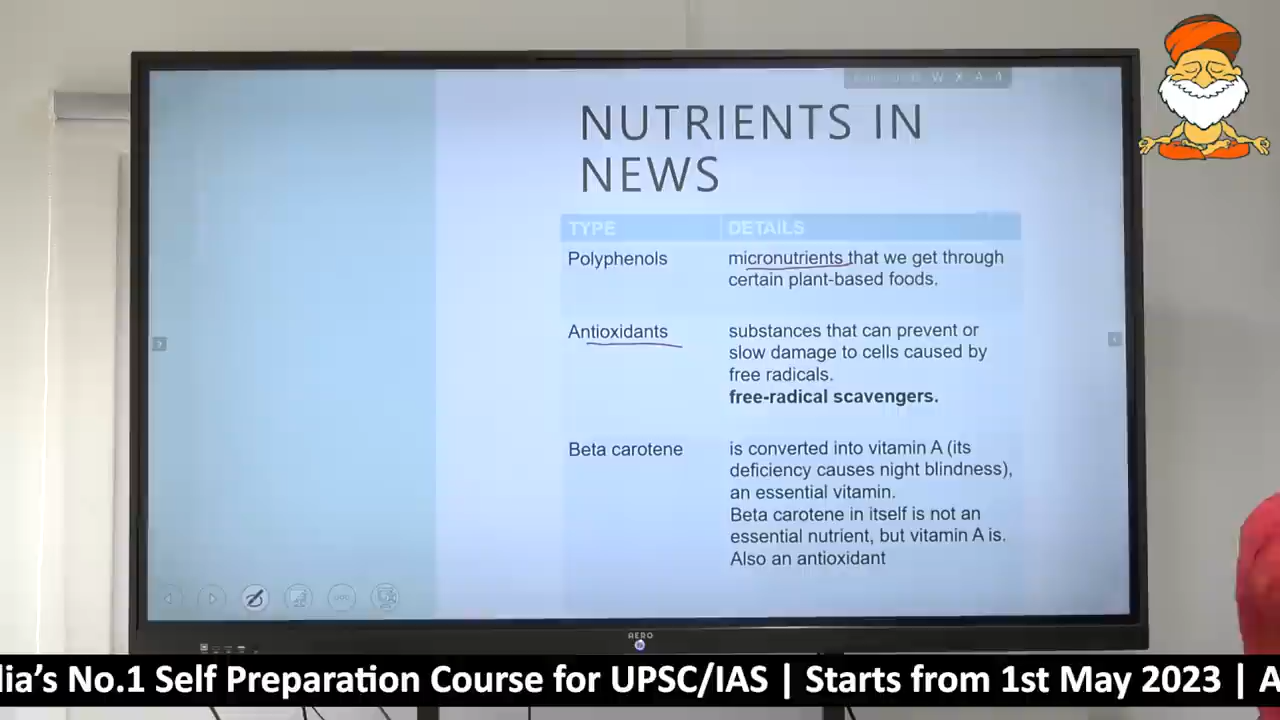 NUTRIENTS IN
NEWS
TYPE DETAILS
Polyphenols micronutrients that we get through
certain plant-based foods.
Antioxidants substances that can prevent or
slow damage to cells caused by
free radicals.
free-radical scavengers.
Beta carotene is converted into vitamin A (its
deficiency causes night blindness),
an essential vitamin.
Beta carotene in itself is not an
essential nutrient, but vitamin A is.
Also an antioxidant
AERO
dia's No.1 Self Preparation Course for UPSC/IAS | Starts from 1st May 2023 | A